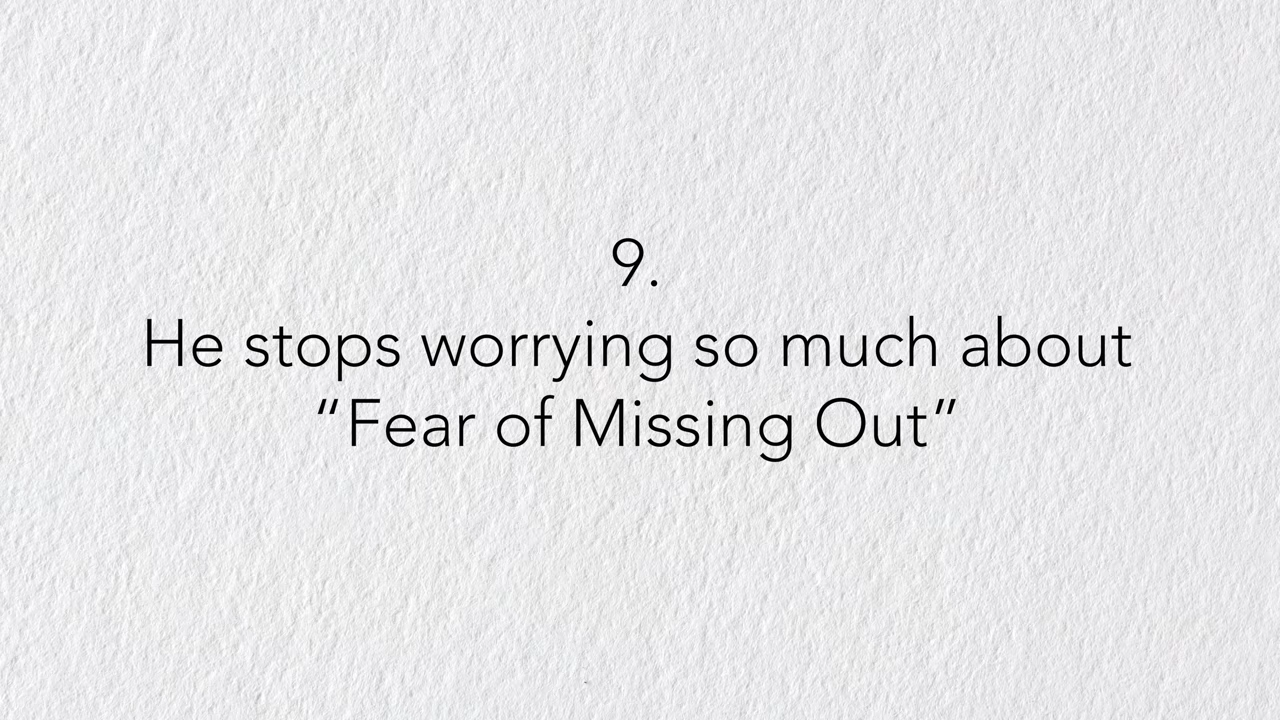 9.
He stops worrying so much about
“Fear of Missing Out”